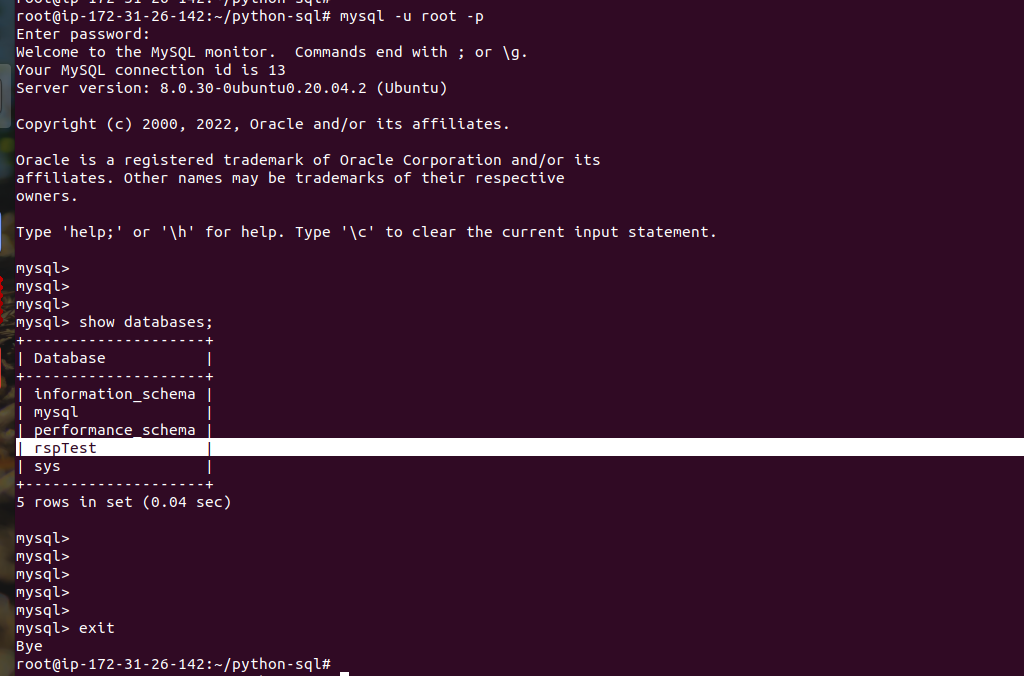 root@ip-172-31-26-142:~/python-sql#
root@ip-172-31-26-142:~/python-sql# mysql -u root -p
Enter password:
Welcome to the MySQL monitor.  Commands end with ; or \g.
Your MySQL connection id is 13
Server version: 8.0.30-0ubuntu0.20.04.2 (Ubuntu)

Copyright (c) 2000, 2022, Oracle and/or its affiliates.

Oracle is a registered trademark of Oracle Corporation and/or its
affiliates. Other names may be trademarks of their respective
owners.

Type 'help;' or '\h' for help. Type '\c' to clear the current input statement.

mysql>
mysql>
mysql>
mysql> show databases;
+--------------------+
| Database           |
+--------------------+
| information_schema |
| mysql              |
| performance_schema |
| rspTest            |
| sys                |
+--------------------+
5 rows in set (0.04 sec)

mysql>
mysql>
mysql>
mysql>
mysql>
mysql> exit
Bye
root@ip-172-31-26-142:~/python-sql#